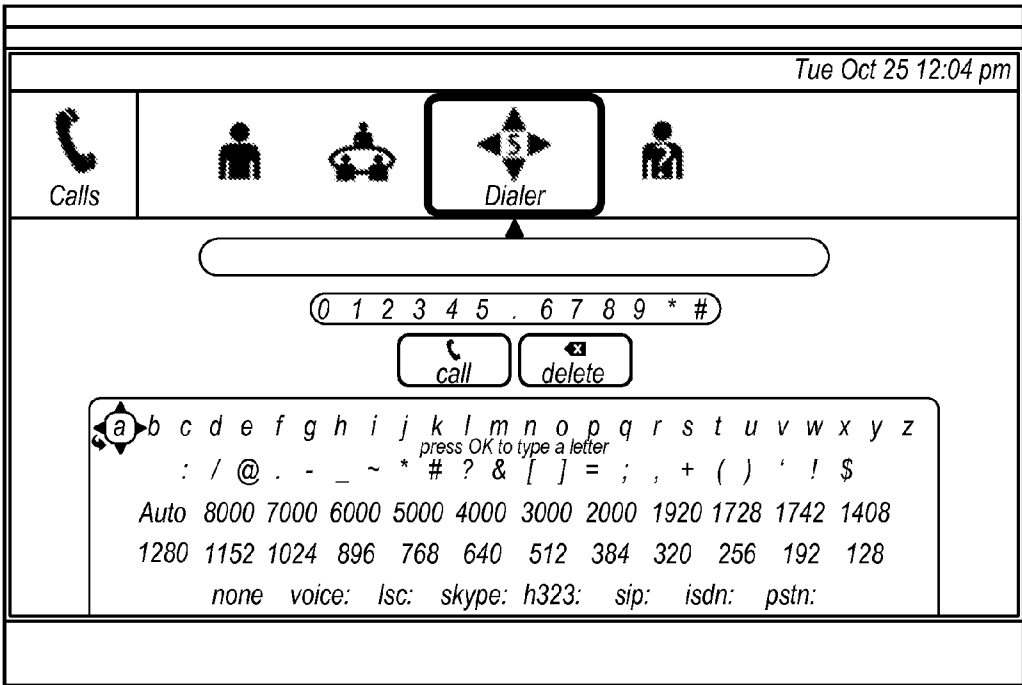 Tue Oct 25 12:04 pm
S
Calls
Dialer
0 1 2 3 4 5 . 6 7 8 9 * #
call delete
a b c d e f g h i j k l m n o p q r s t u v w x y z
press OK to type a letter
: / @ . - _ ~ * # ? & [ ] = ; , + ( ) ‘ ! $
Auto 8000 7000 6000 5000 4000 3000 2000 1920 1728 1742 1408
1280 1152 1024 896 768 640 512 384 320 256 192 128
none voice: lsc: skype: h323: sip: isdn: pstn: